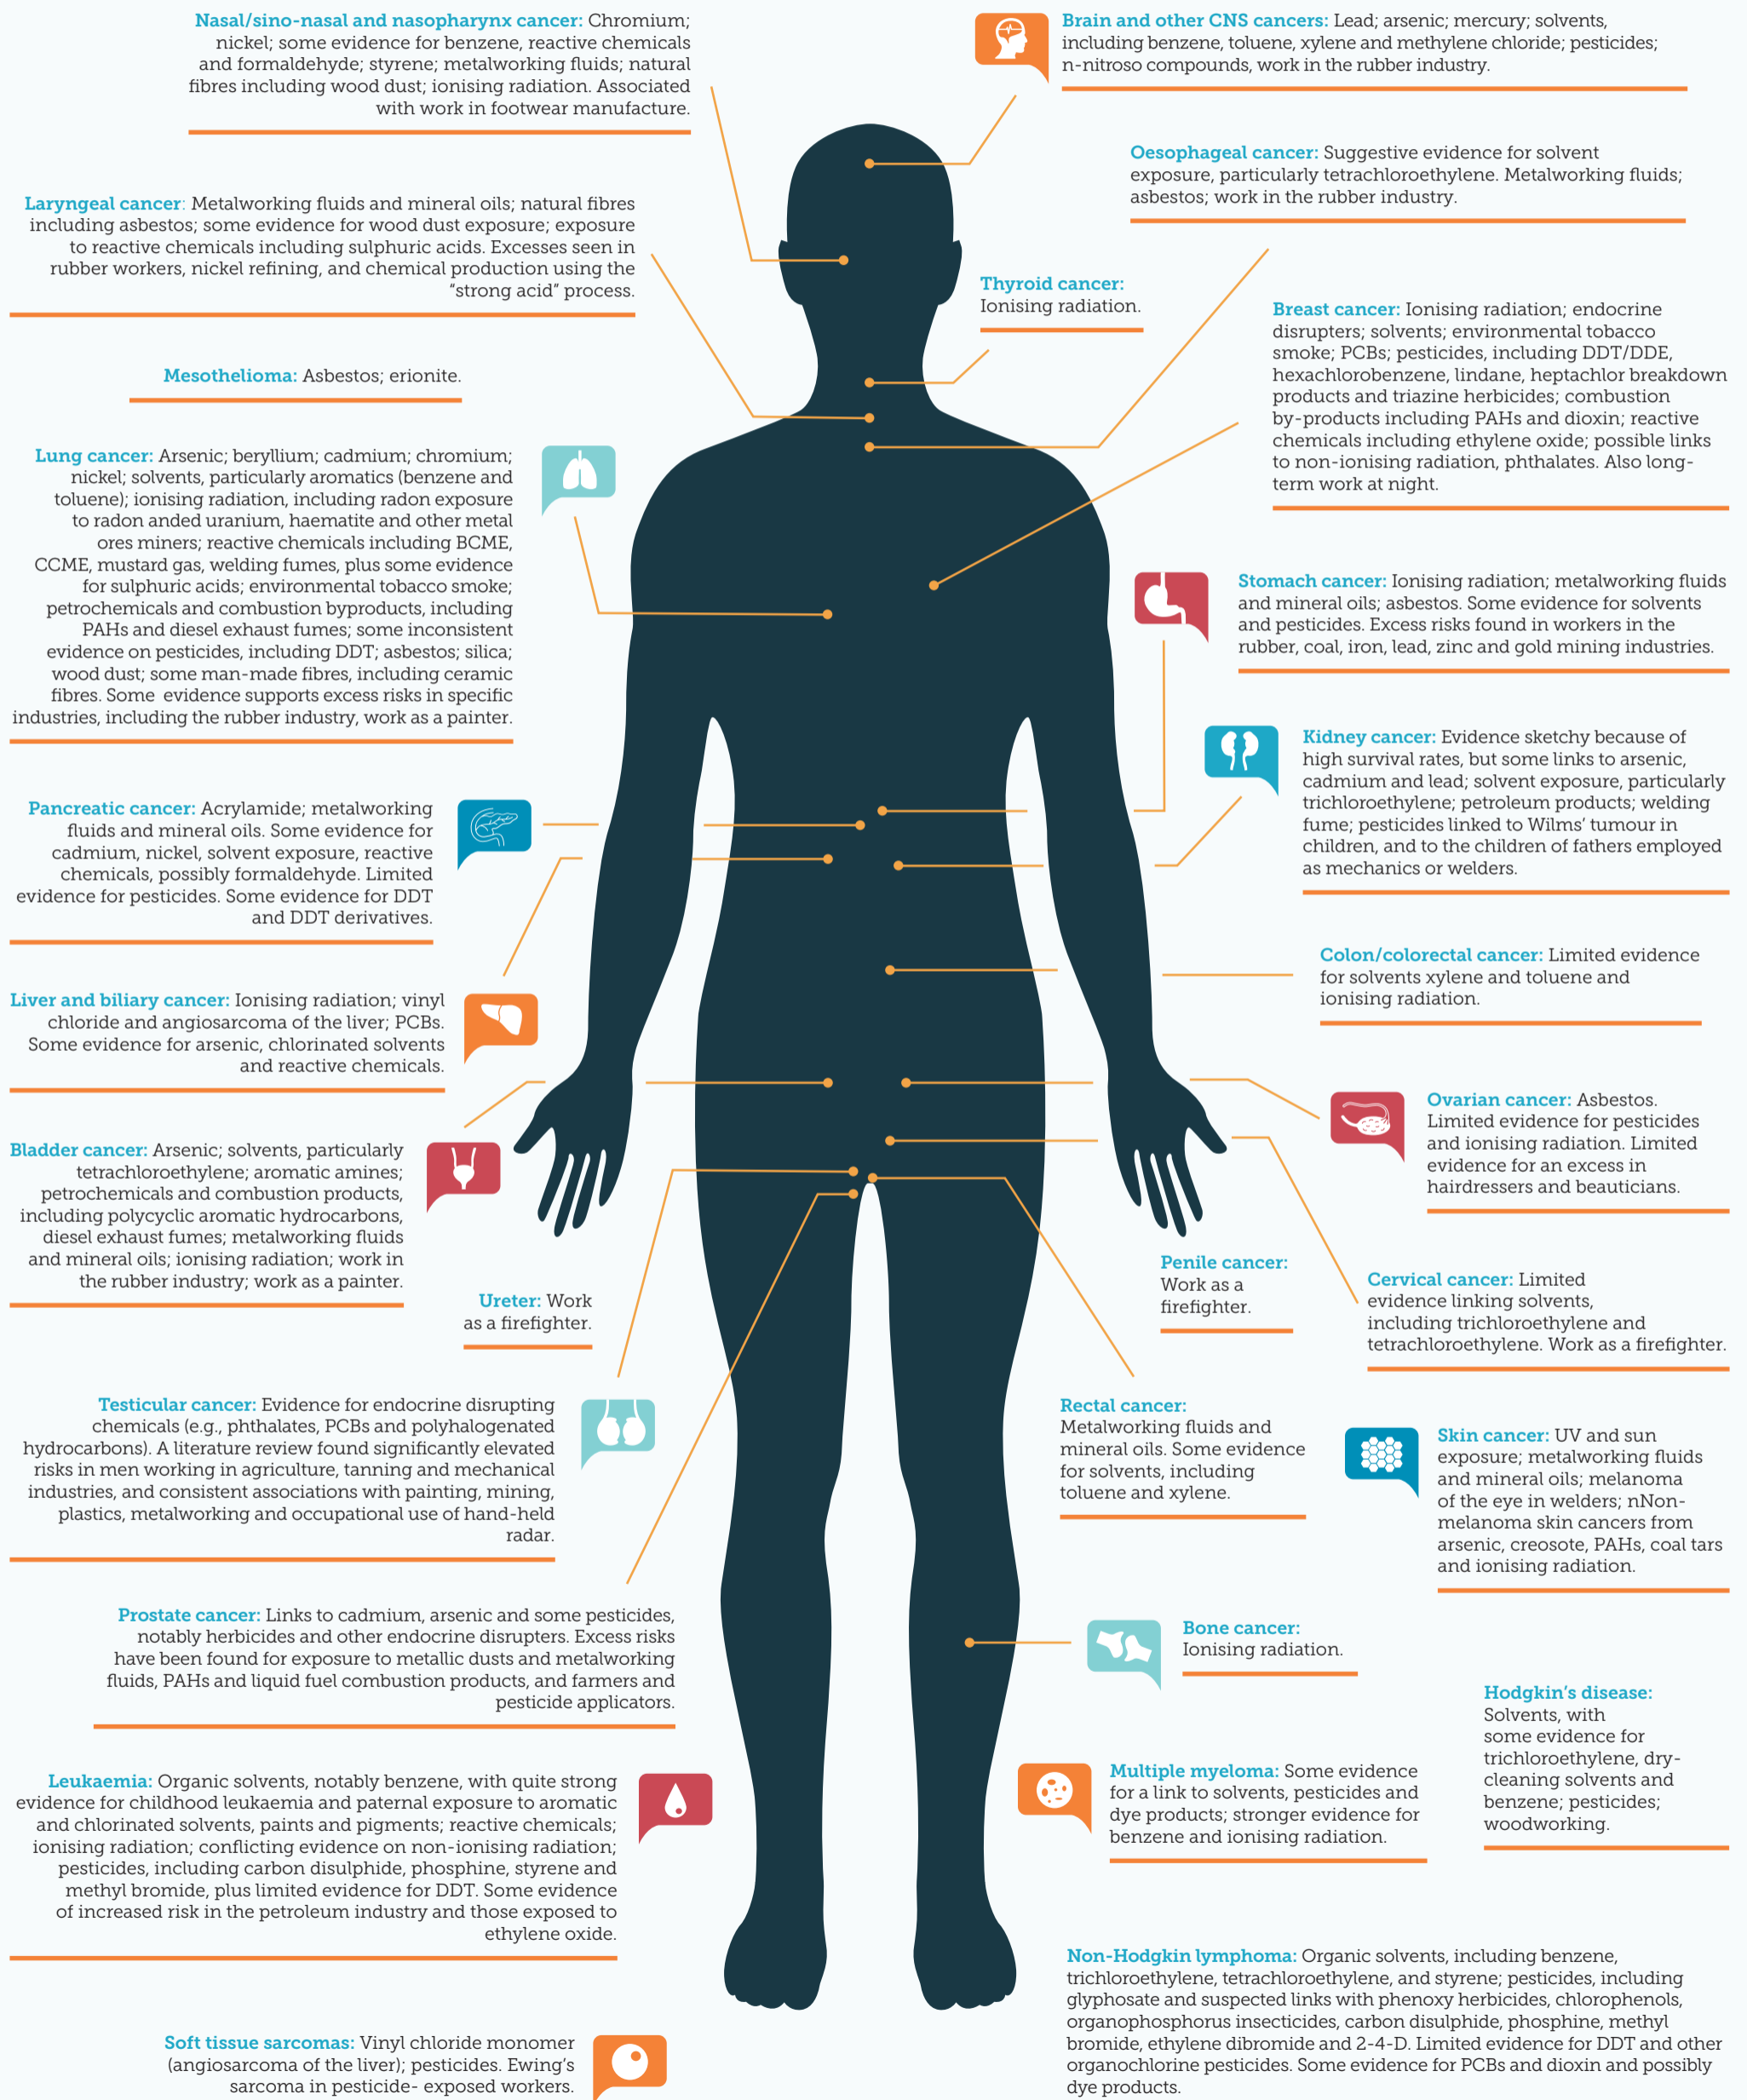 Nasal/sino-nasal and nasopharynx cancer: Chromium;
nickel; some evidence for benzene, reactive chemicals
and formaldehyde; styrene; metalworking fluids; natural
fibres including wood dust; ionising radiation. Associated
with work in footwear manufacture.
Brain and other CNS cancers: Lead; arsenic; mercury; solvents,
including benzene, toluene, xylene and methylene chloride; pesticides;
n-nitroso compounds, work in the rubber industry.
Oesophageal cancer: Suggestive evidence for solvent
exposure, particularly tetrachloroethylene. Metalworking fluids;
asbestos; work in the rubber industry.
Laryngeal cancer: Metalworking fluids and mineral oils; natural fibres
including asbestos; some evidence for wood dust exposure; exposure
to reactive chemicals including sulphuric acids. Excesses seen in
rubber workers, nickel refining, and chemical production using the
“strong acid” process.
Thyroid cancer:
Ionising radiation.
Breast cancer: Ionising radiation; endocrine
disrupters; solvents; environmental tobacco
smoke; PCBs; pesticides, including DDT/DDE,
hexachlorobenzene, lindane, heptachlor breakdown
products and triazine herbicides; combustion
by-products including PAHs and dioxin; reactive
chemicals including ethylene oxide; possible links
to non-ionising radiation, phthalates. Also long-
term work at night.
Mesothelioma: Asbestos; erionite.
Lung cancer: Arsenic; beryllium; cadmium; chromium;
nickel; solvents, particularly aromatics (benzene and
toluene); ionising radiation, including radon exposure
to radon anded uranium, haematite and other metal
ores miners; reactive chemicals including BCME,
CCME, mustard gas, welding fumes, plus some evidence
for sulphuric acids; environmental tobacco smoke;
petrochemicals and combustion byproducts, including
PAHs and diesel exhaust fumes; some inconsistent
evidence on pesticides, including DDT; asbestos; silica;
wood dust; some man-made fibres, including ceramic
fibres. Some evidence supports excess risks in specific
industries, including the rubber industry, work as a painter.
Stomach cancer: Ionising radiation; metalworking fluids
and mineral oils; asbestos. Some evidence for solvents
and pesticides. Excess risks found in workers in the
rubber, coal, iron, lead, zinc and gold mining industries.
Kidney cancer: Evidence sketchy because of
high survival rates, but some links to arsenic,
cadmium and lead; solvent exposure, particularly
trichloroethylene; petroleum products; welding
fume; pesticides linked to Wilms’ tumour in
children, and to the children of fathers employed
as mechanics or welders.
Pancreatic cancer: Acrylamide; metalworking
fluids and mineral oils. Some evidence for
cadmium, nickel, solvent exposure, reactive
chemicals, possibly formaldehyde. Limited
evidence for pesticides. Some evidence for DDT
and DDT derivatives.
Colon/colorectal cancer: Limited evidence
for solvents xylene and toluene and
ionising radiation.
Liver and biliary cancer: Ionising radiation; vinyl
chloride and angiosarcoma of the liver; PCBs.
Some evidence for arsenic, chlorinated solvents
and reactive chemicals.
Ovarian cancer: Asbestos.
Limited evidence for pesticides
and ionising radiation. Limited
evidence for an excess in
hairdressers and beauticians.
Bladder cancer: Arsenic; solvents, particularly
tetrachloroethylene; aromatic amines;
petrochemicals and combustion products,
including polycyclic aromatic hydrocarbons,
diesel exhaust fumes; metalworking fluids
and mineral oils; ionising radiation; work in
the rubber industry; work as a painter.
Penile cancer:
Work as a
firefighter.
Cervical cancer: Limited
evidence linking solvents,
including trichloroethylene and
tetrachloroethylene. Work as a firefighter.
Ureter: Work
as a firefighter.
Testicular cancer: Evidence for endocrine disrupting
chemicals (e.g., phthalates, PCBs and polyhalogenated
hydrocarbons). A literature review found significantly elevated
risks in men working in agriculture, tanning and mechanical
industries, and consistent associations with painting, mining,
plastics, metalworking and occupational use of hand-held
radar.
Rectal cancer:
Metalworking fluids and
mineral oils. Some evidence
for solvents, including
toluene and xylene.
Skin cancer: UV and sun
exposure; metalworking fluids
and mineral oils; melanoma
of the eye in welders; nNon-
melanoma skin cancers from
arsenic, creosote, PAHs, coal tars
and ionising radiation.
Prostate cancer: Links to cadmium, arsenic and some pesticides,
notably herbicides and other endocrine disrupters. Excess risks
have been found for exposure to metallic dusts and metalworking
fluids, PAHs and liquid fuel combustion products, and farmers and
pesticide applicators.
Bone cancer:
Ionising radiation.
Hodgkin’s disease:
Solvents, with
some evidence for
trichloroethylene, dry-
cleaning solvents and
benzene; pesticides;
woodworking.
Leukaemia: Organic solvents, notably benzene, with quite strong
evidence for childhood leukaemia and paternal exposure to aromatic
and chlorinated solvents, paints and pigments; reactive chemicals;
ionising radiation; conflicting evidence on non-ionising radiation;
pesticides, including carbon disulphide, phosphine, styrene and
methyl bromide, plus limited evidence for DDT. Some evidence
of increased risk in the petroleum industry and those exposed to
ethylene oxide.
Multiple myeloma: Some evidence
for a link to solvents, pesticides and
dye products; stronger evidence for
benzene and ionising radiation.
Non-Hodgkin lymphoma: Organic solvents, including benzene,
trichloroethylene, tetrachloroethylene, and styrene; pesticides, including
glyphosate and suspected links with phenoxy herbicides, chlorophenols,
organophosphorus insecticides, carbon disulphide, phosphine, methyl
bromide, ethylene dibromide and 2-4-D. Limited evidence for DDT and other
organochlorine pesticides. Some evidence for PCBs and dioxin and possibly
dye products.
Soft tissue sarcomas: Vinyl chloride monomer
(angiosarcoma of the liver); pesticides. Ewing’s
sarcoma in pesticide- exposed workers.